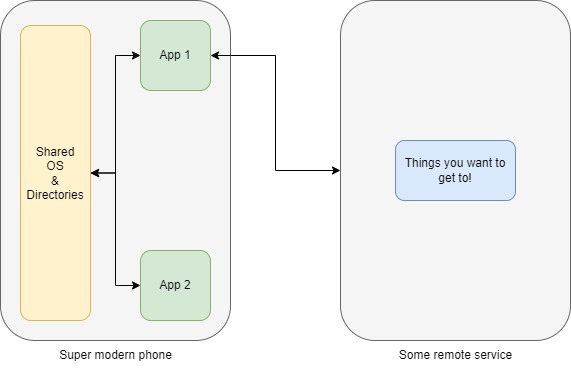 App 1
Shared
OS
&
Directories
Things you want to
get to!
App 2
Super modern phone
Some remote service